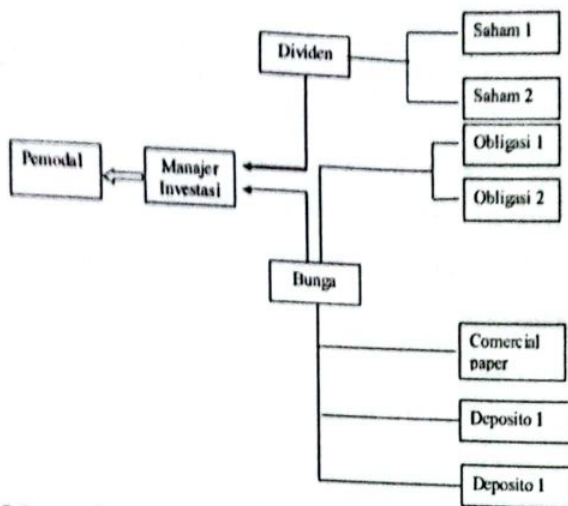 Saham 1
Dividen
Saham 2
Pemodal
Manajer
Investasi
Obligasi 1
Obligasi 2
Bunga
Comercial
paper
Deposito 1
Deposito 1